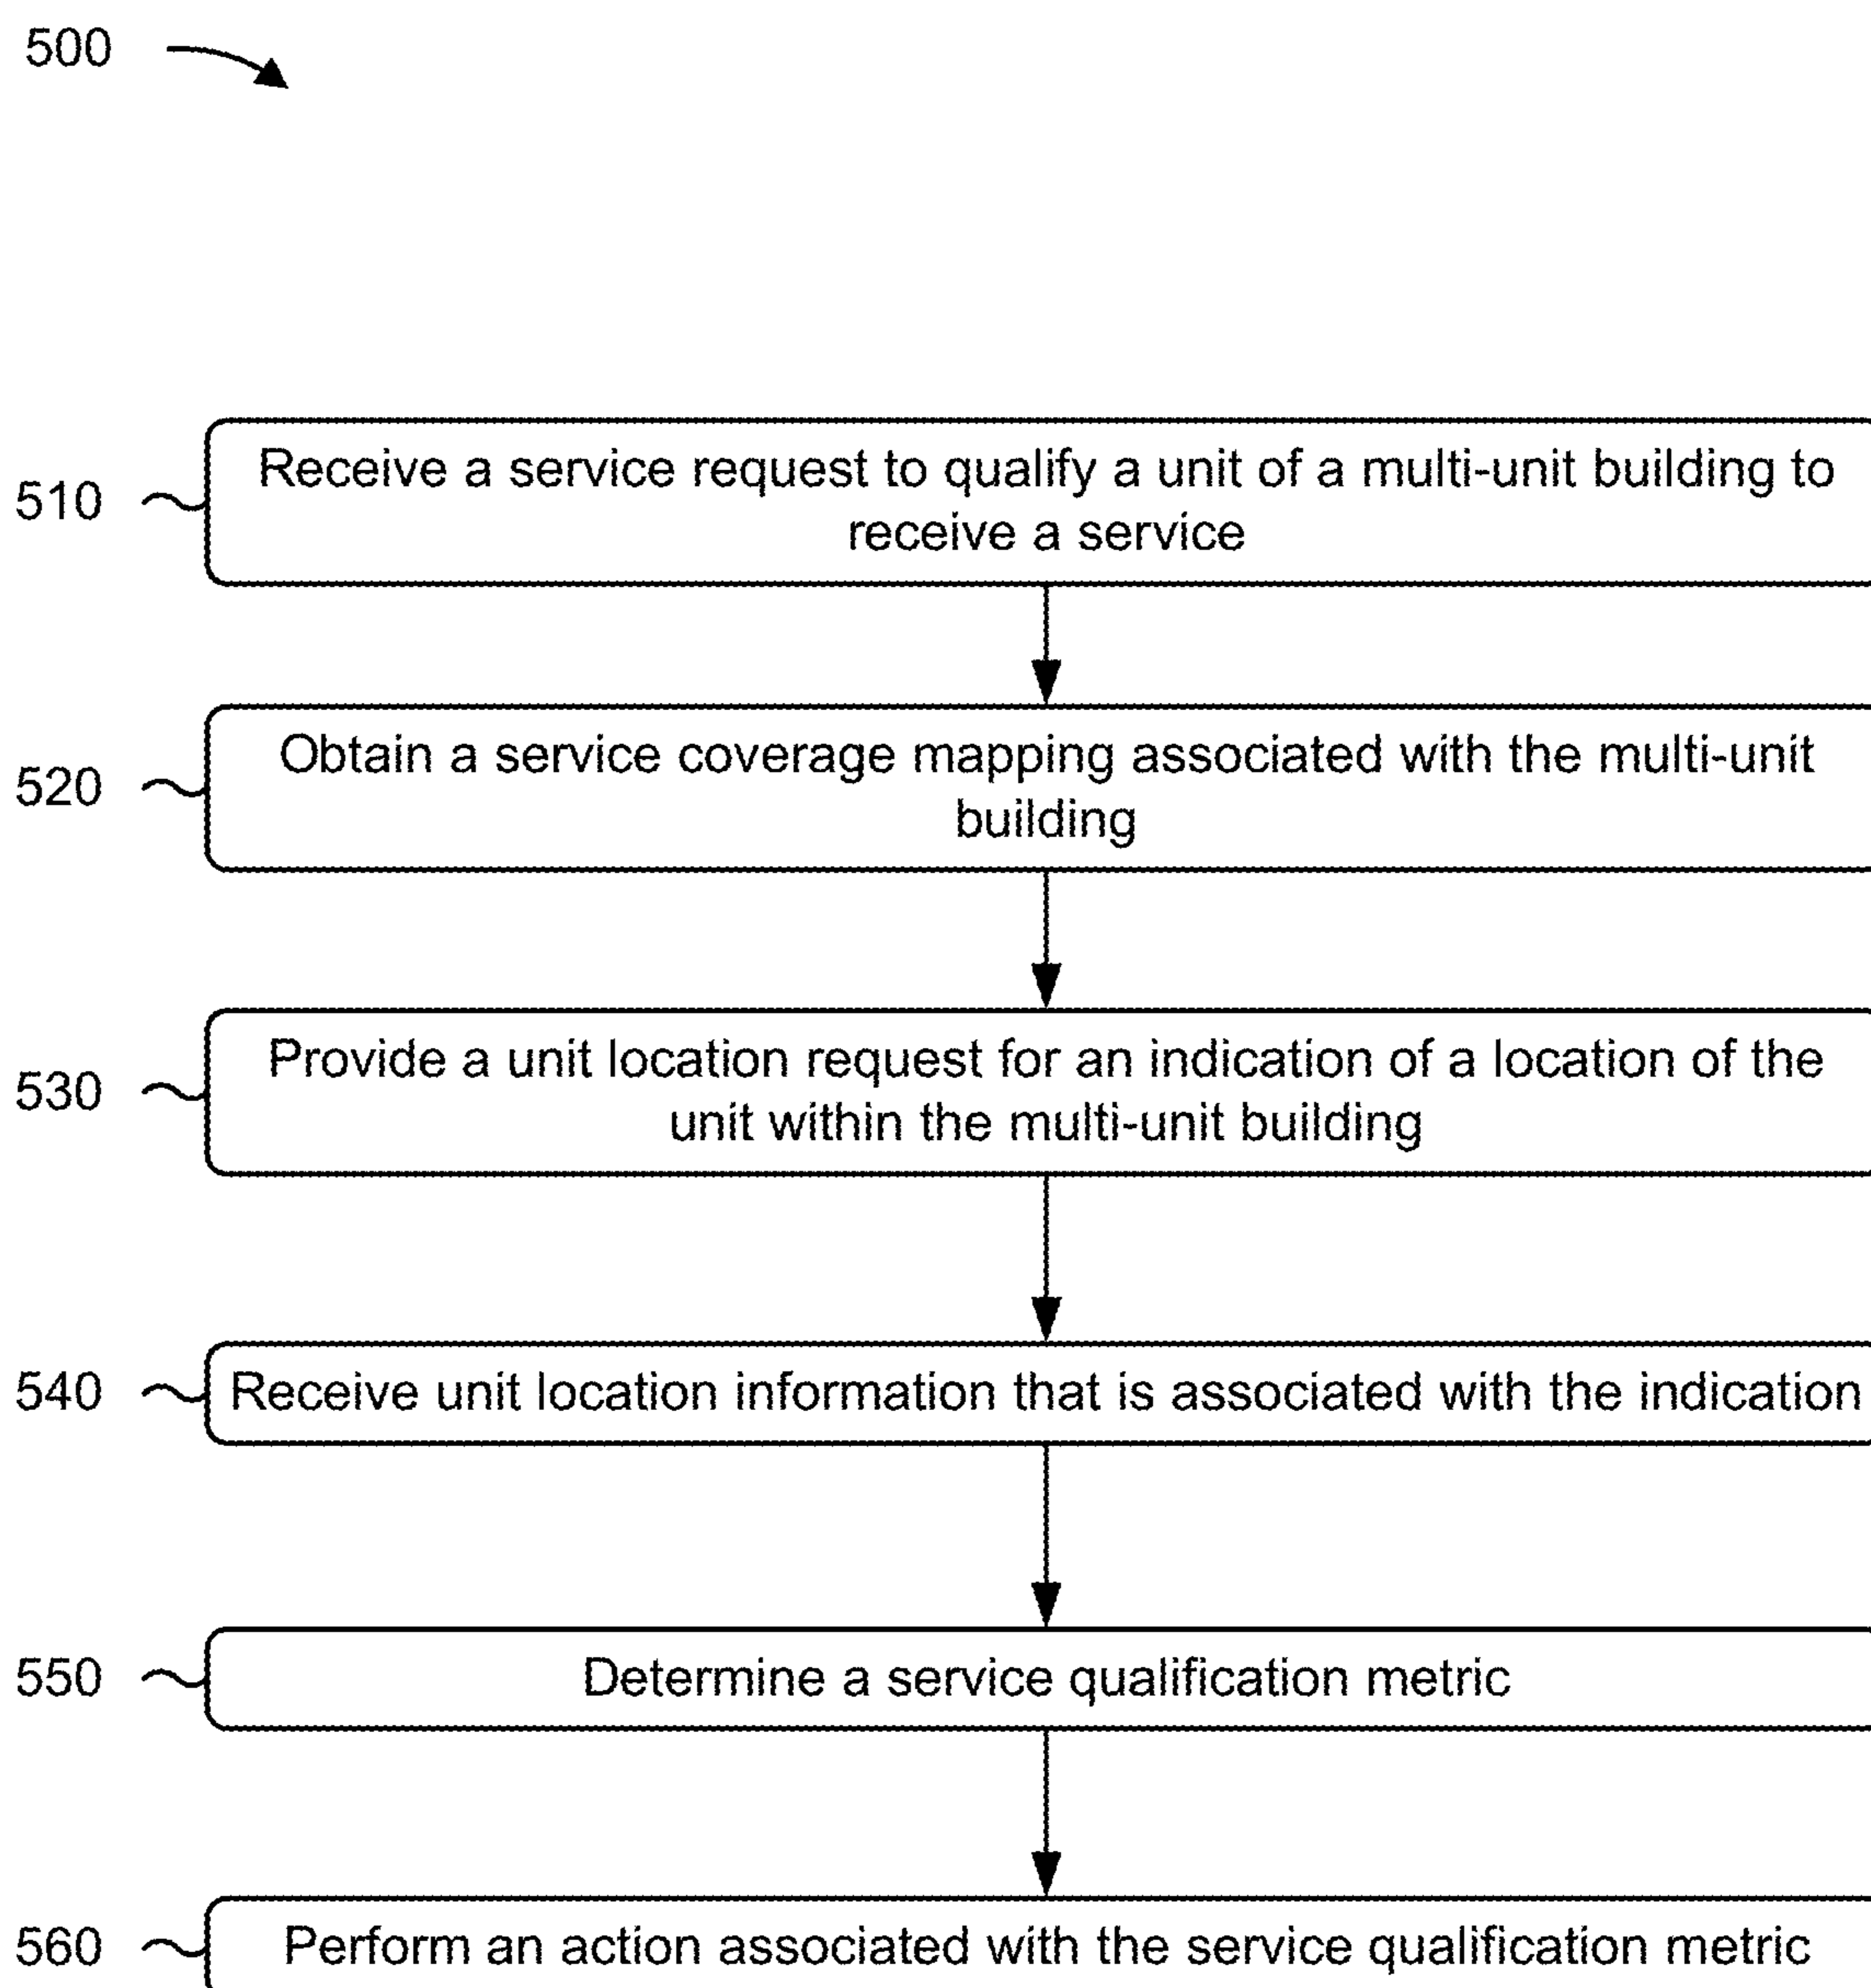 500
510
Receive a service request to qualify a unit of a multi-unit building to
receive a service
520
Obtain a service coverage mapping associated with the multi-unit
building
530
Provide a unit location request for an indication of a location of the
unit within the multi-unit building
540
Receive unit location information that is associated with the indication
550
Determine a service qualification metric
560
Perform an action associated with the service qualification metric